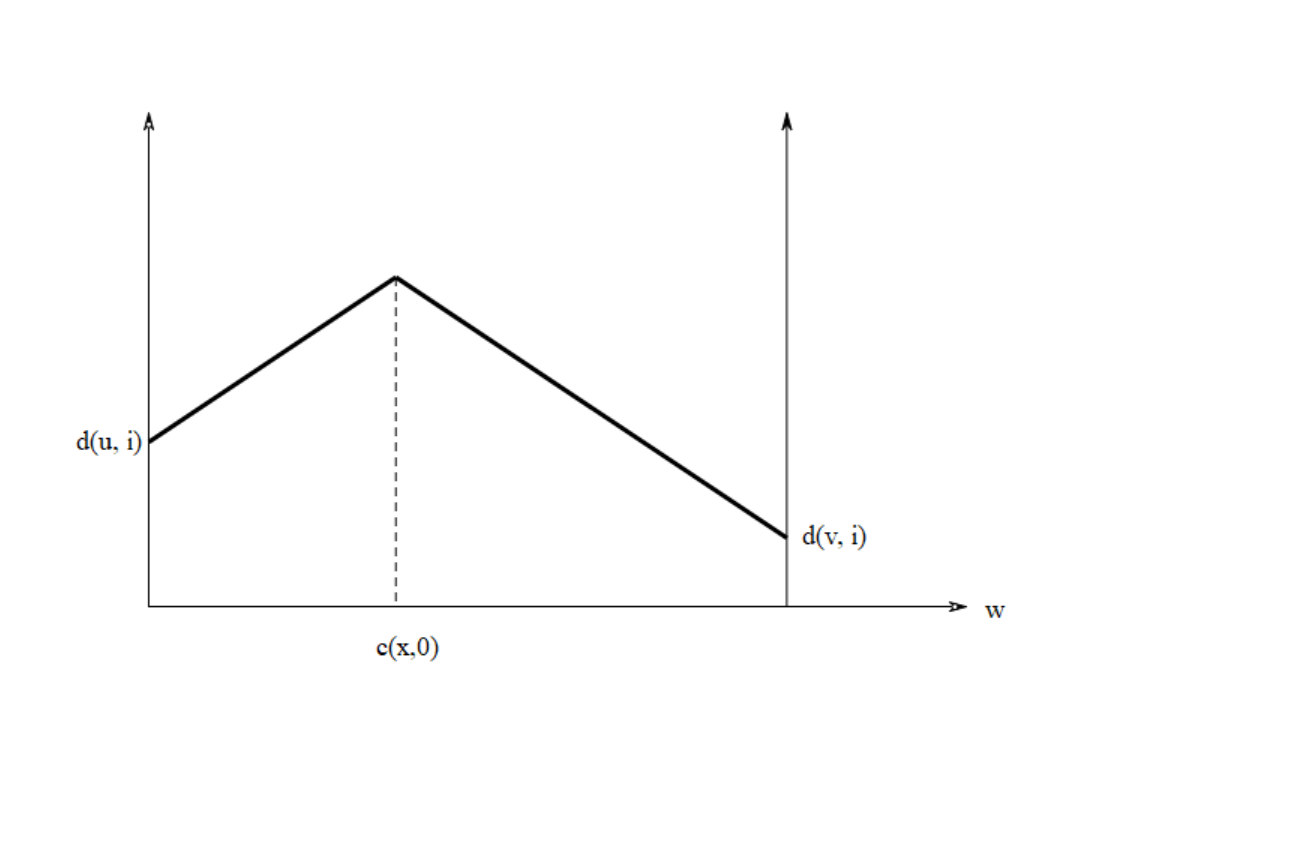 d(u, i)
d(v, i)
w
c(x,0)